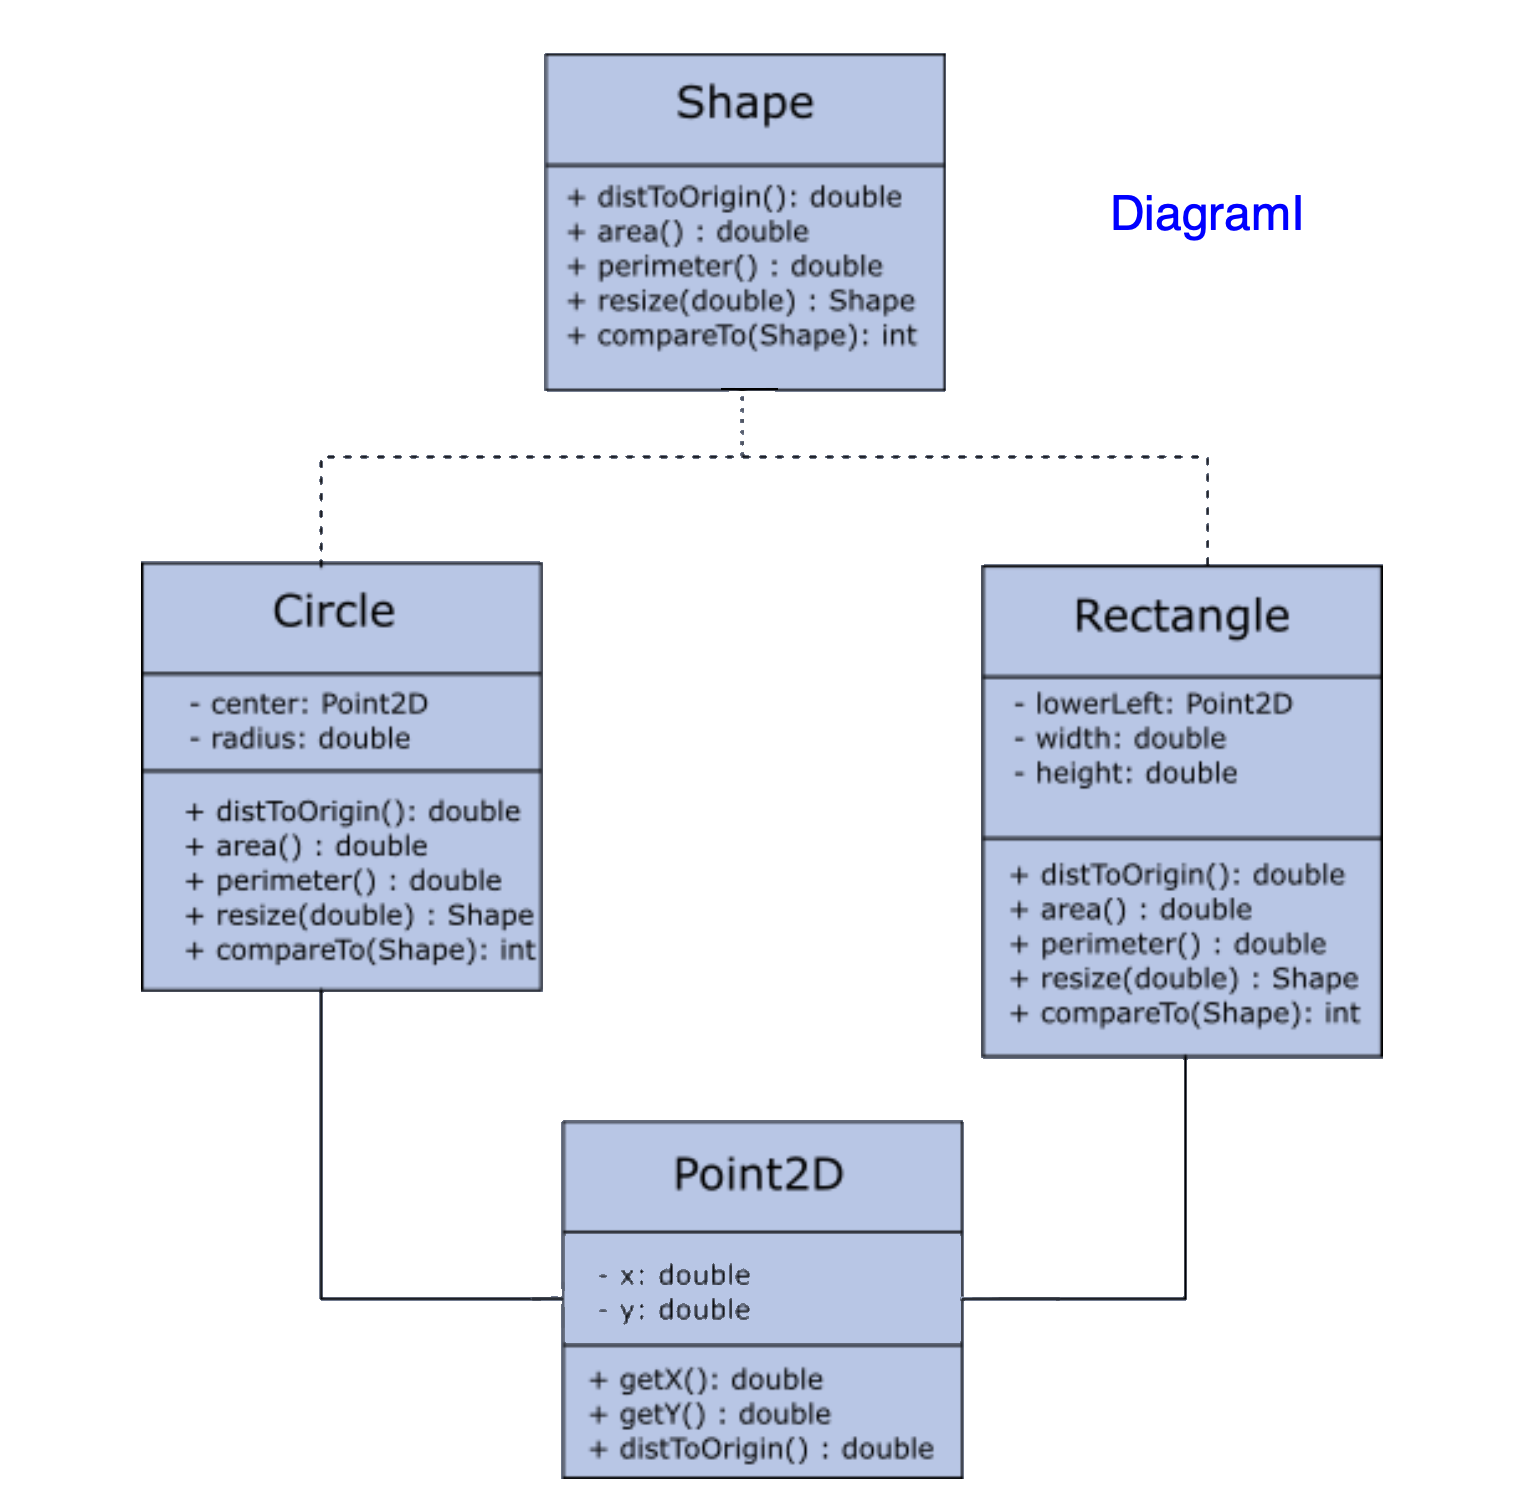 Shape
+ distToOrigin(): double
+ area() : double
+ perimeter() : double
+ resize(double) : Shape
+ compareTo(Shape): int
DiagramI
Circle
- center: Point2D
- radius: double
+ distToOrigin(): double
+ area() : double
+ perimeter() : double
+ resize(double) : Shape
+ compareTo(Shape): int
Rectangle
- lowerLeft: Point2D
- width: double
- height: double
+ distToOrigin(): double
+ area() : double
+ perimeter() : double
+ resize(double) : Shape
+ compareTo(Shape): int
Point2D
- x: double
- y: double
+ getX(): double
+ getY() : double
+ distToOrigin() : double